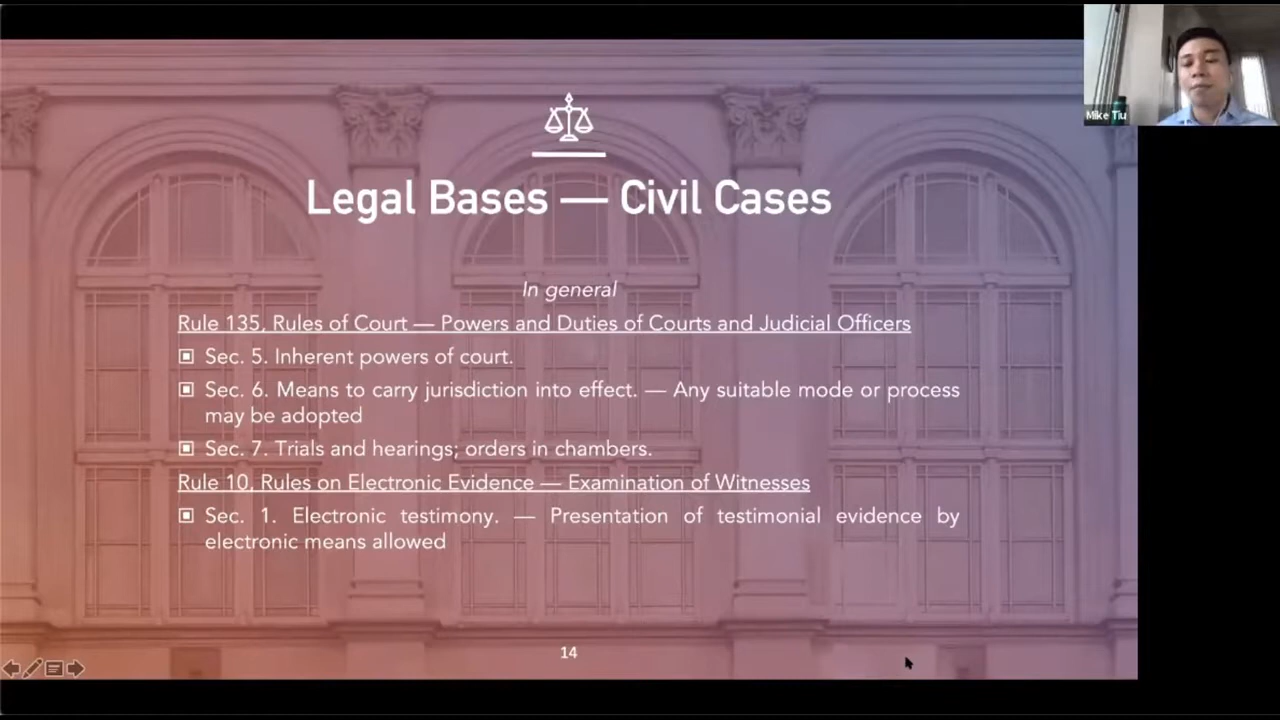 Mike Tiu
Legal Bases — Civil Cases
In general
Rule 135, Rules of Court — Powers and Duties of Courts and Judicial Officers
Sec. 5. Inherent powers of court.
Sec. 6. Means to carry jurisdiction into effect. — Any suitable mode or process
may be adopted
Sec. 7. Trials and hearings; orders in chambers.
Rule 10, Rules on Electronic Evidence — Examination of Witnesses
Sec. 1. Electronic testimony. — Presentation of testimonial evidence by
electronic means allowed
14